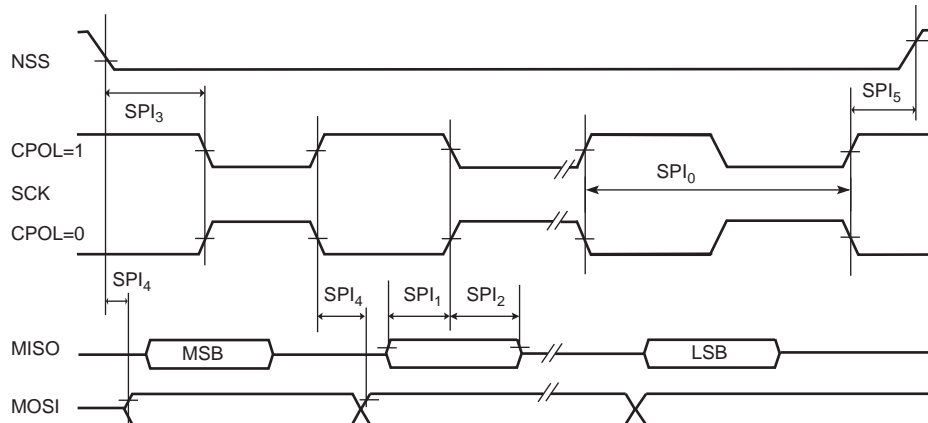 NSS
SPI₃
SPI₅
CPOL=1
SCK
SPI₀
CPOL=0
SPI₄
SPI₄
SPI₁
SPI₂
MISO
MSB
LSB
MOSI